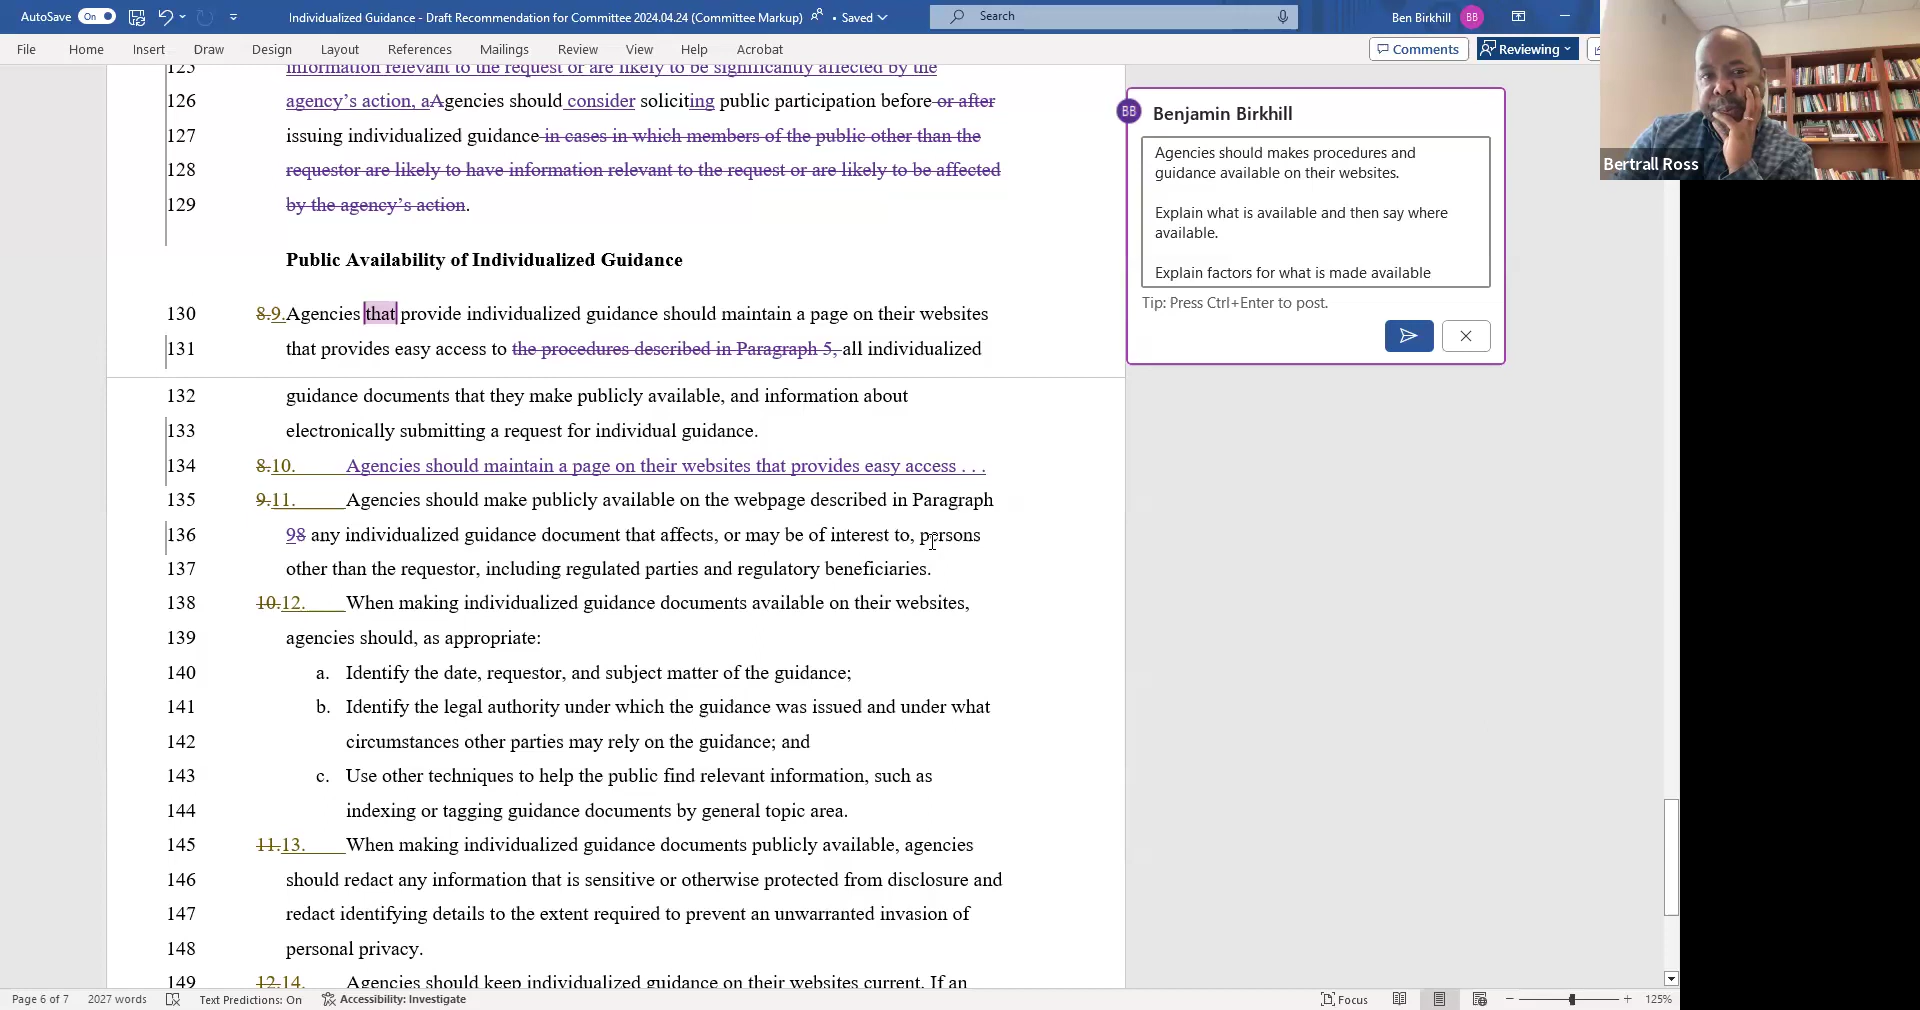 AutoSave On Individualized Guidance - Draft Recommendation for Committee 2024.04.24 (Committee Markup) • Saved Search Ben Birkhill BB
File Home Insert Draw Design Layout References Mailings Review View Help Acrobat Comments Reviewing
125 information relevant to the request or are likely to be significantly affected by the
126 agency's action, aAgencies should consider soliciting public participation before or after
127 issuing individualized guidance in cases in which members of the public other than the
128 requestor are likely to have information relevant to the request or are likely to be affected
129 by the agency's action.
Public Availability of Individualized Guidance
130 8.9.Agencies that provide individualized guidance should maintain a page on their websites
131 that provides easy access to the procedures described in Paragraph 5, all individualized
132 guidance documents that they make publicly available, and information about
133 electronically submitting a request for individual guidance.
134 8.10. Agencies should maintain a page on their websites that provides easy access . . .
135 9.11. Agencies should make publicly available on the webpage described in Paragraph
136 98 any individualized guidance document that affects, or may be of interest to, persons
137 other than the requestor, including regulated parties and regulatory beneficiaries.
138 10.12. When making individualized guidance documents available on their websites,
139 agencies should, as appropriate:
140 a. Identify the date, requestor, and subject matter of the guidance;
141 b. Identify the legal authority under which the guidance was issued and under what
142 circumstances other parties may rely on the guidance; and
143 c. Use other techniques to help the public find relevant information, such as
144 indexing or tagging guidance documents by general topic area.
145 11.13. When making individualized guidance documents publicly available, agencies
146 should redact any information that is sensitive or otherwise protected from disclosure and
147 redact identifying details to the extent required to prevent an unwarranted invasion of
148 personal privacy.
149 12.14. Agencies should keep individualized guidance on their websites current. If an
BB Benjamin Birkhill
Agencies should makes procedures and
guidance available on their websites.
Explain what is available and then say where
available.
Explain factors for what is made available
Tip: Press Ctrl+Enter to post.
Bertrall Ross
Page 6 of 7 2027 words Text Predictions: On Accessibility: Investigate Focus 125%